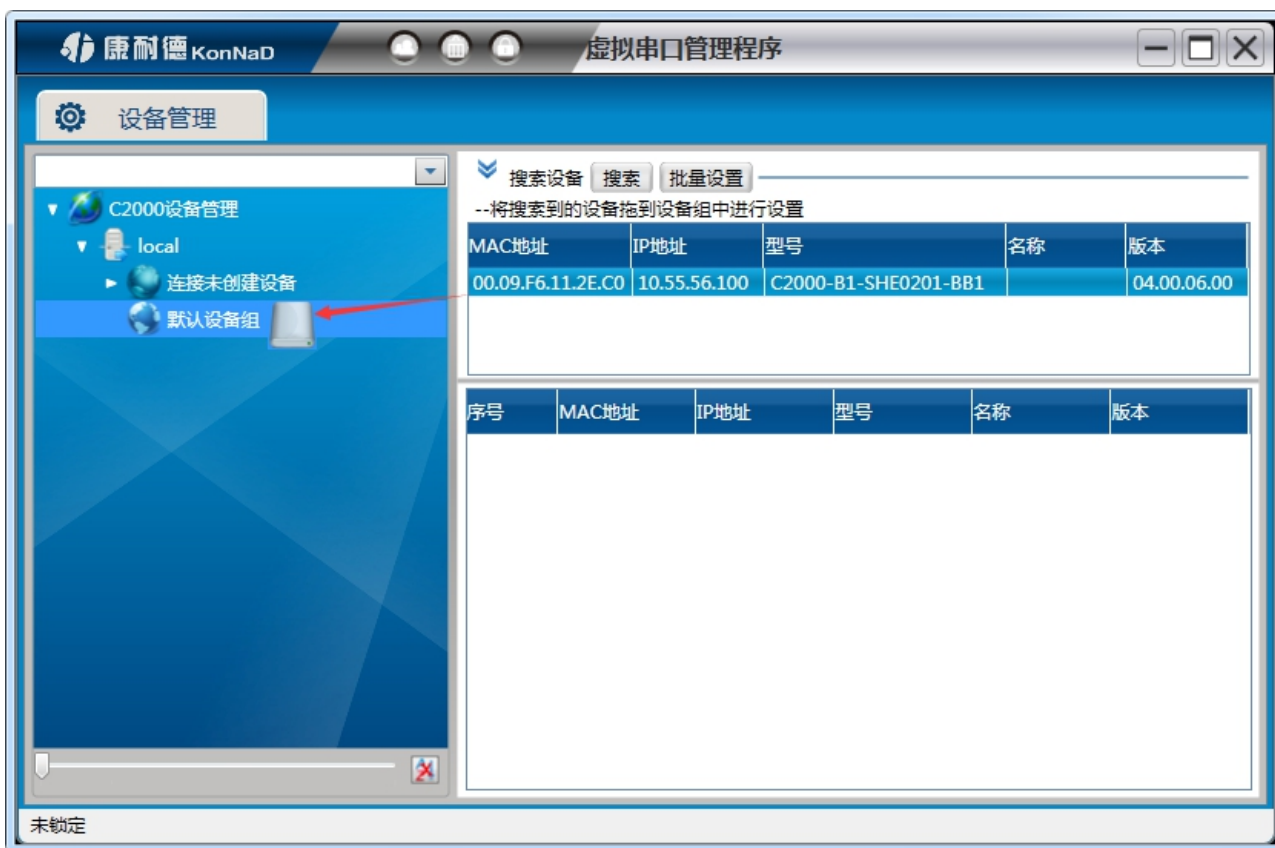 康耐德 KonNaD
虚拟串口管理程序
设备管理
C2000设备管理
local
连接未创建设备
默认设备组
搜索设备 搜索 批量设置
--将搜索到的设备拖到设备组中进行设置
MAC地址 IP地址 型号 名称 版本
00.09.F6.11.2E.C0 10.55.56.100 C2000-B1-SHE0201-BB1 04.00.06.00
序号 MAC地址 IP地址 型号 名称 版本
未锁定